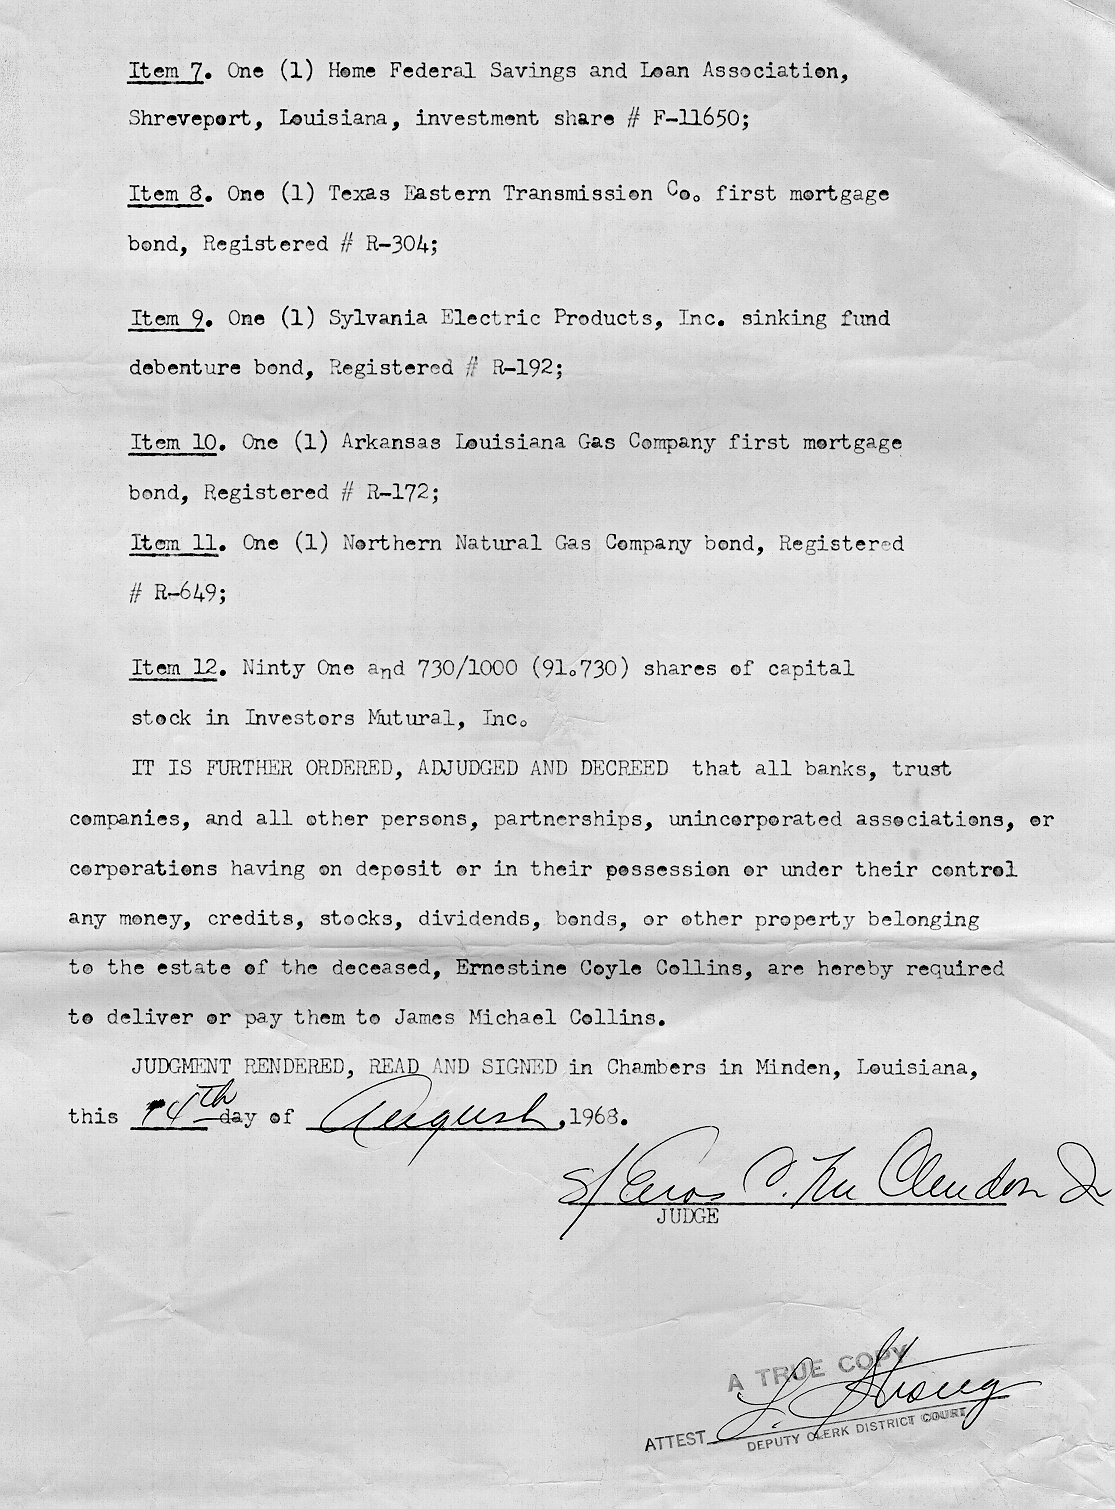 Item 7. One (1) Home Federal Savings and Loan Association,
Shreveport, Louisiana, investment share # F-11650;
Item 8. One (1) Texas Eastern Transmission Co. first mortgage
bond, Registered # R-304;
Item 9. One (1) Sylvania Electric Products, Inc. sinking fund
debenture bond, Registered # R-192;
Item 10. One (1) Arkansas Louisiana Gas Company first mortgage
bond, Registered # R-172;
Item 11. One (1) Northern Natural Gas Company bond, Registered
# R-649;
Item 12. Ninty One and 730/1000 (91.730) shares of capital
stock in Investors Mutural, Inc.
IT IS FURTHER ORDERED, ADJUDGED AND DECREED that all banks, trust
companies, and all other persons, partnerships, unincorporated associations, or
corporations having on deposit or in their possession or under their control
any money, credits, stocks, dividends, bonds, or other property belonging
to the estate of the deceased, Ernestine Coyle Collins, are hereby required
to deliver or pay them to James Michael Collins.
JUDGMENT RENDERED, READ AND SIGNED in Chambers in Minden, Louisiana,
this 14th day of August, 1968.
s/ Enos C. McClendon Jr
JUDGE
A TRUE COPY
L. Strong
ATTEST
DEPUTY CLERK DISTRICT COURT